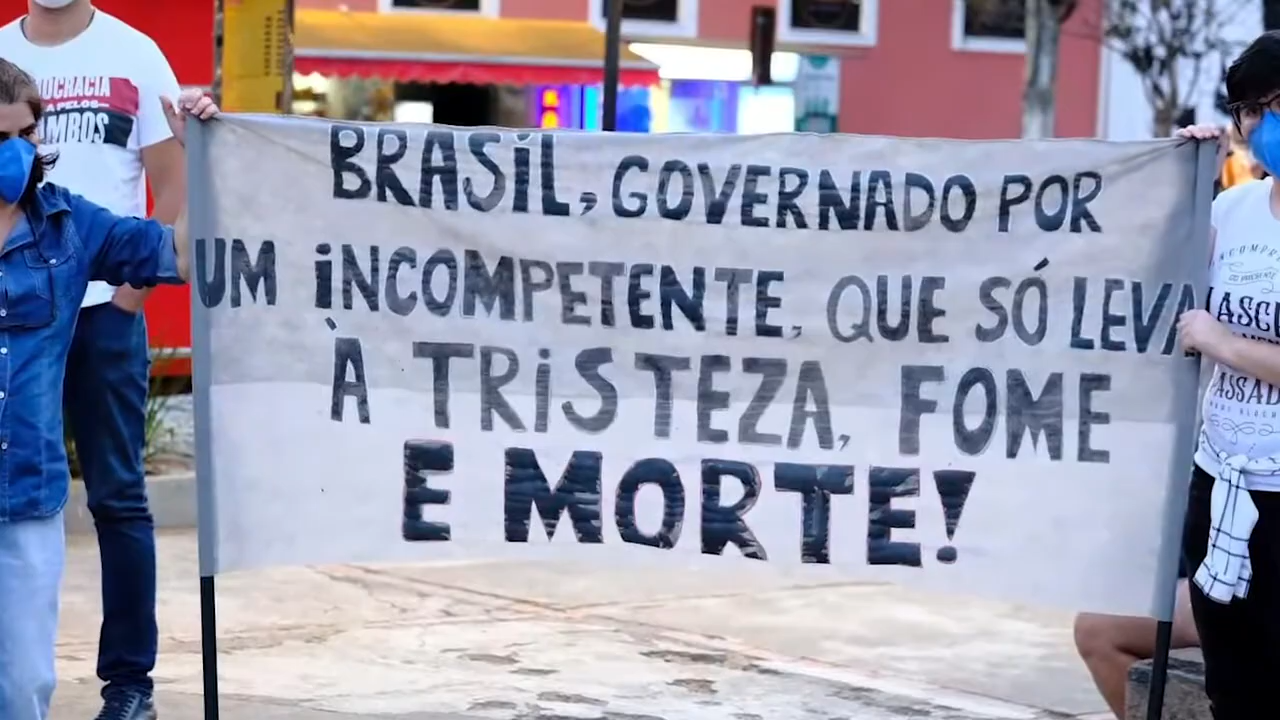 BRASIL, GOVERNADO POR
UM INCOMPETENTE, QUE SÓ LEVA
À TRISTEZA, FOME
E MORTE!